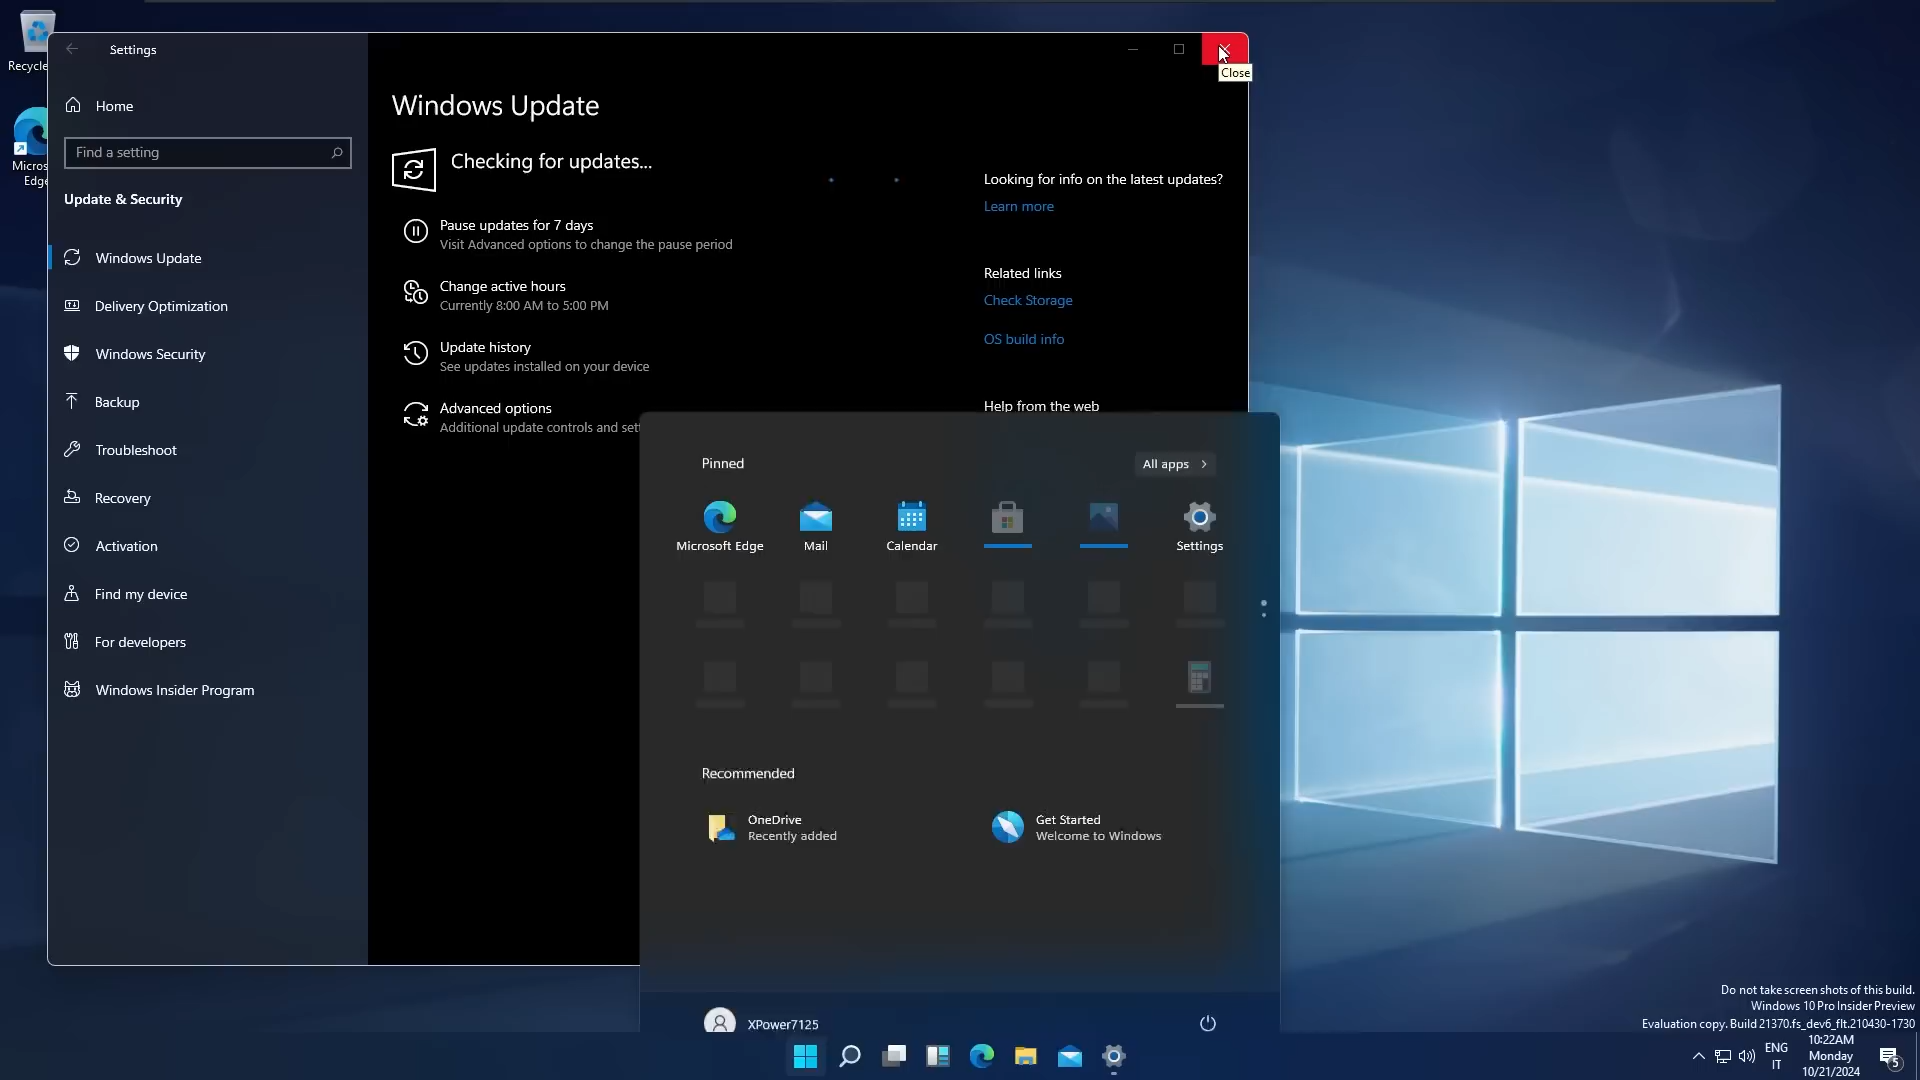 Recycle
Micros
Edge
Settings
Home
Find a setting
Update & Security
Windows Update
Delivery Optimization
Windows Security
Backup
Troubleshoot
Recovery
Activation
Find my device
For developers
Windows Insider Program
Close
Windows Update
Checking for updates...
Pause updates for 7 days
Visit Advanced options to change the pause period
Change active hours
Currently 8:00 AM to 5:00 PM
Update history
See updates installed on your device
Advanced options
Additional update controls and set
Looking for info on the latest updates?
Learn more
Related links
Check Storage
OS build info
Help from the web
Pinned
All apps
Microsoft Edge
Mail
Calendar
Settings
Recommended
OneDrive
Recently added
Get Started
Welcome to Windows
XPower7125
Do not take screen shots of this build.
Windows 10 Pro Insider Preview
Evaluation copy. Build 21370.fs_dev6_flt.210430-1730
ENG
IT
10:22AM
Monday
10/21/2024
5